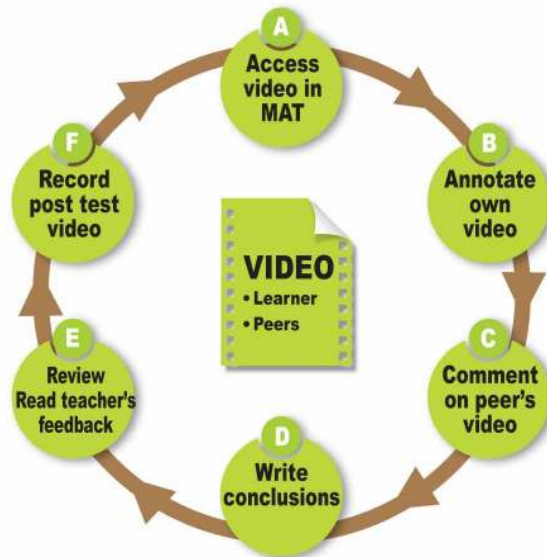 A
Access
video in
MAT
B
Annotate
own
video
C
Comment
on peer's
video
D
Write
conclusions
E
Review
Read teacher's
feedback
F
Record
post test
video
VIDEO
• Learner
• Peers